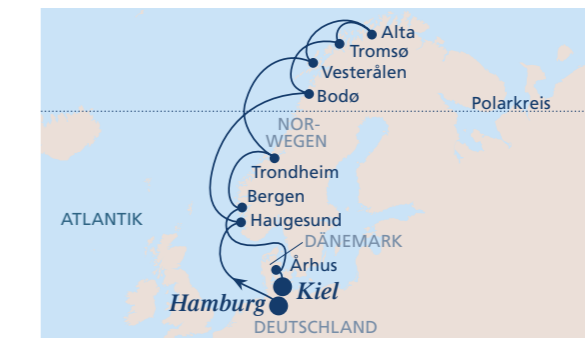 Alta
Tromsø
Vesterålen
Bodø
Polarkreis
NOR-
WEGEN
Trondheim
Bergen
ATLANTIK
Haugesund
DÄNEMARK
Århus
Kiel
Hamburg
DEUTSCHLAND